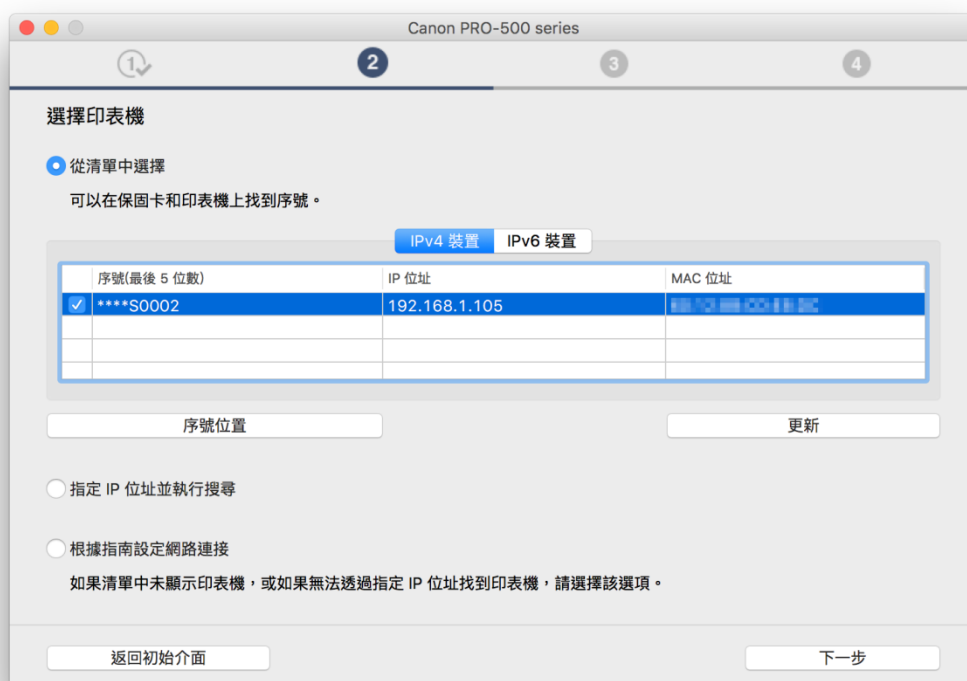 Canon PRO-500 series
1 2 3 4
選擇印表機
從清單中選擇
可以在保固卡和印表機上找到序號。
IPv4 裝置 IPv6 裝置
序號(最後 5 位數) IP 位址 MAC 位址
****S0002 192.168.1.105
序號位置 更新
指定 IP 位址並執行搜尋
根據指南設定網路連接
如果清單中未顯示印表機，或如果無法透過指定 IP 位址找到印表機，請選擇該選項。
返回初始介面 下一步